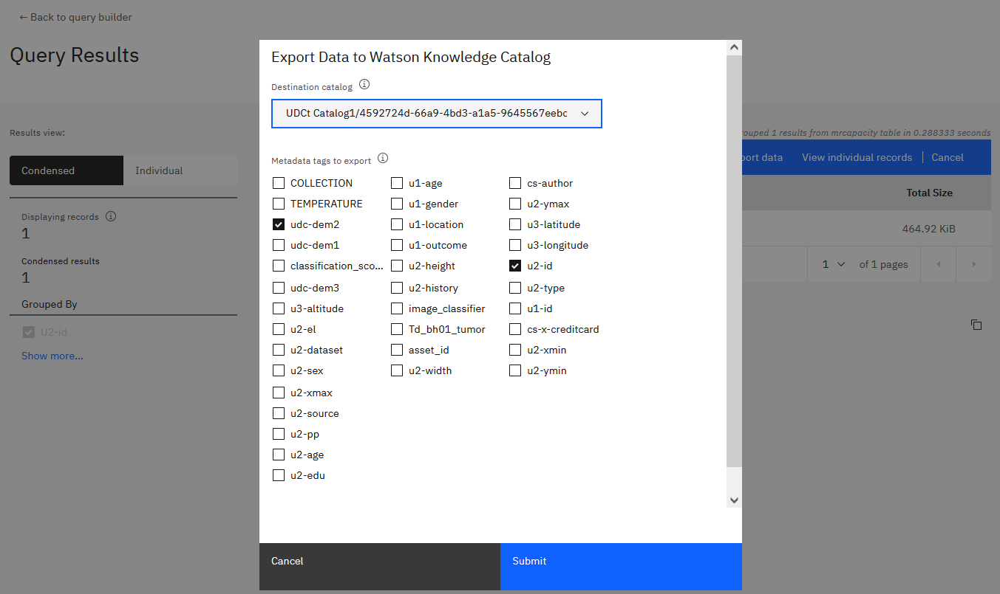 ← Back to query builder
Query Results
Results view:
Condensed
Individual
Displaying records
1
Condensed results
1
Grouped By
U2-id
Show more...
Export Data to Watson Knowledge Catalog
Destination catalog
UDCt Catalog1/4592724d-66a9-4bd3-a1a5-9645567eebc
Metadata tags to export
COLLECTION u1-age cs-author
TEMPERATURE u1-gender u2-ymax
udc-dem2 u1-location u3-latitude
udc-dem1 u1-outcome u3-longitude
classification_sco... u2-height u2-id
udc-dem3 u2-history u2-type
u3-altitude image_classifier u1-id
u2-el Td_bh01_tumor cs-x-creditcard
u2-dataset asset_id u2-xmin
u2-sex u2-width u2-ymin
u2-xmax
u2-source
u2-pp
u2-age
u2-edu
Cancel
Submit
1 results from mrcapacity table in 0.288333 seconds
data View individual records | Cancel
Total Size
464.92 KiB
1 of 1 pages